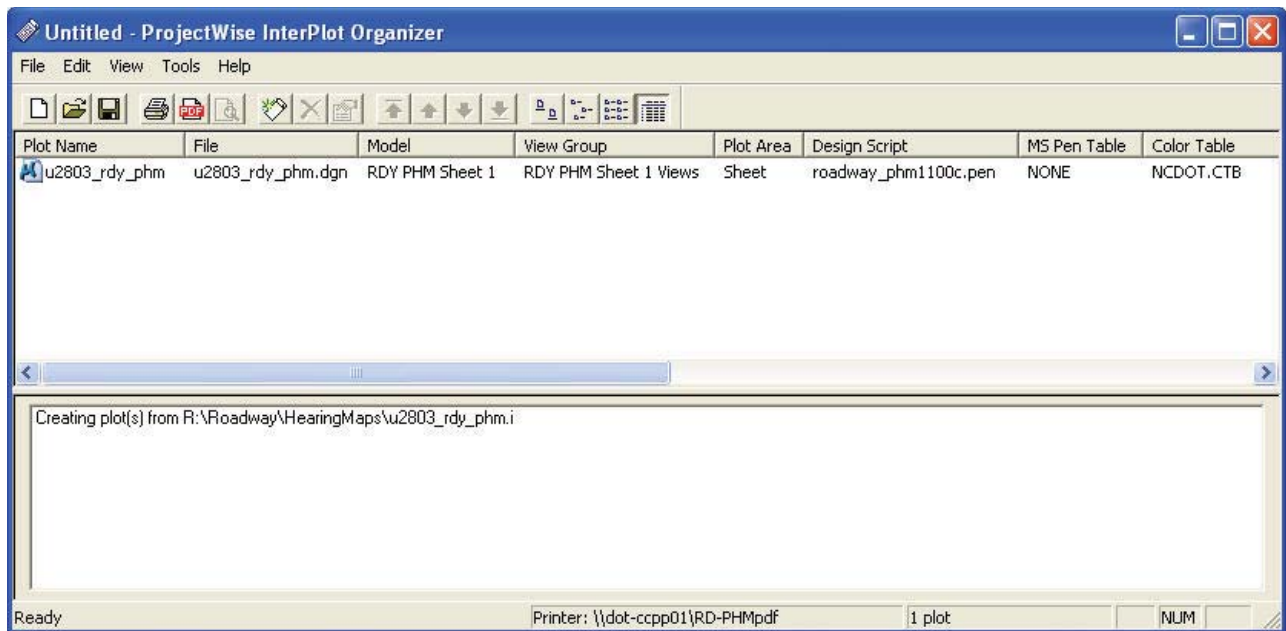 Untitled - ProjectWise InterPlot Organizer
File Edit View Tools Help
PDF
Plot Name File Model View Group Plot Area Design Script MS Pen Table Color Table
u2803_rdy_phm u2803_rdy_phm.dgn RDY PHM Sheet 1 RDY PHM Sheet 1 Views Sheet roadway_phm1100c.pen NONE NCDOT.CTB
Creating plot(s) from R:\Roadway\HearingMaps\u2803_rdy_phm.i
Ready Printer: \\dot-ccpp01\RD-PHMpdf 1 plot NUM